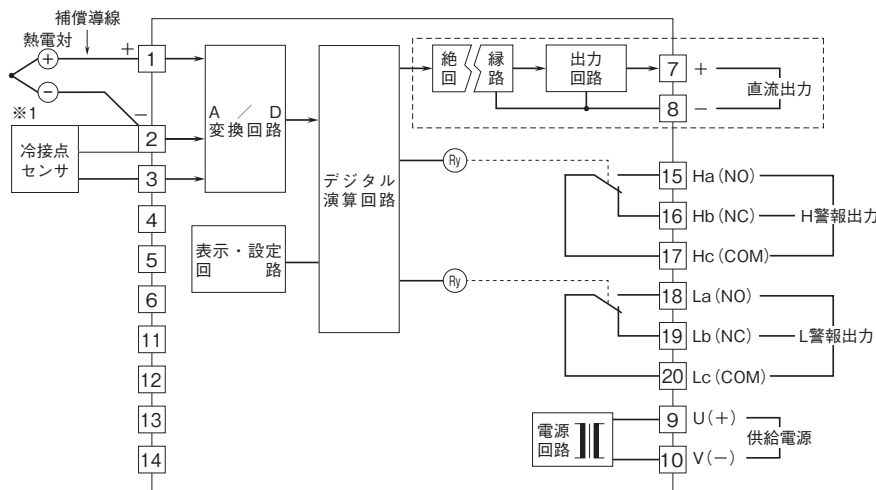 補償導線
熱電対
+
+
−
−
※1
冷接点
センサ
1
2
3
4
5
6
11
12
13
14
A ／ D
変換回路
表示・設定
回　　　路
デジタル
演算回路
絶 縁
回 路
出力
回路
Ry
Ry
7 +
8 −
直流出力
15 Ha（NO）
16 Hb（NC）
17 Hc（COM）
H警報出力
18 La（NO）
19 Lb（NC）
20 Lc（COM）
L警報出力
電源
回路
9 U（+）
10 V（−）
供給電源